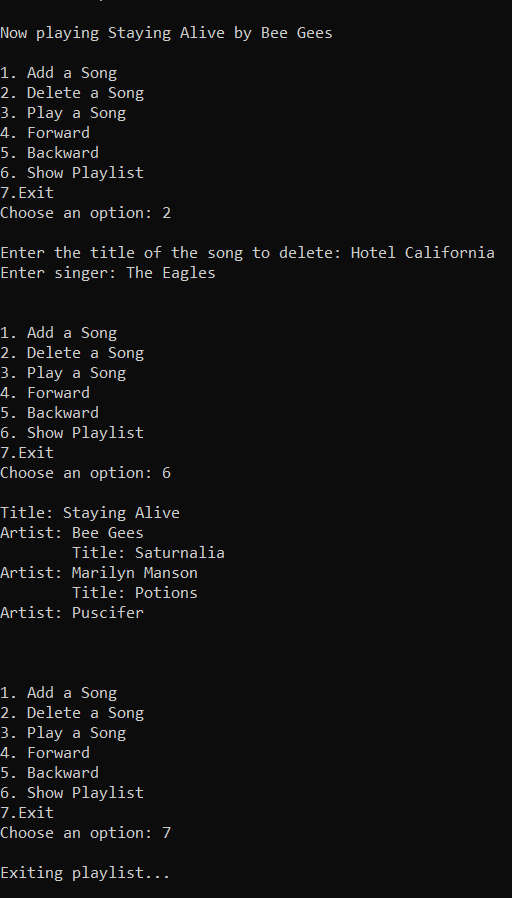 Now playing Staying Alive by Bee Gees
1. Add a Song
2. Delete a Song
3. Play a Song
4. Forward
5. Backward
6. Show Playlist
7.Exit
Choose an option: 2
Enter the title of the song to delete: Hotel California
Enter singer: The Eagles
1. Add a Song
2. Delete a Song
3. Play a Song
4. Forward
5. Backward
6. Show Playlist
7.Exit
Choose an option: 6
Title: Staying Alive
Artist: Bee Gees
Title: Saturnalia
Artist: Marilyn Manson
Title: Potions
Artist: Puscifer
1. Add a Song
2. Delete a Song
3. Play a Song
4. Forward
5. Backward
6. Show Playlist
7.Exit
Choose an option: 7
Exiting playlist...